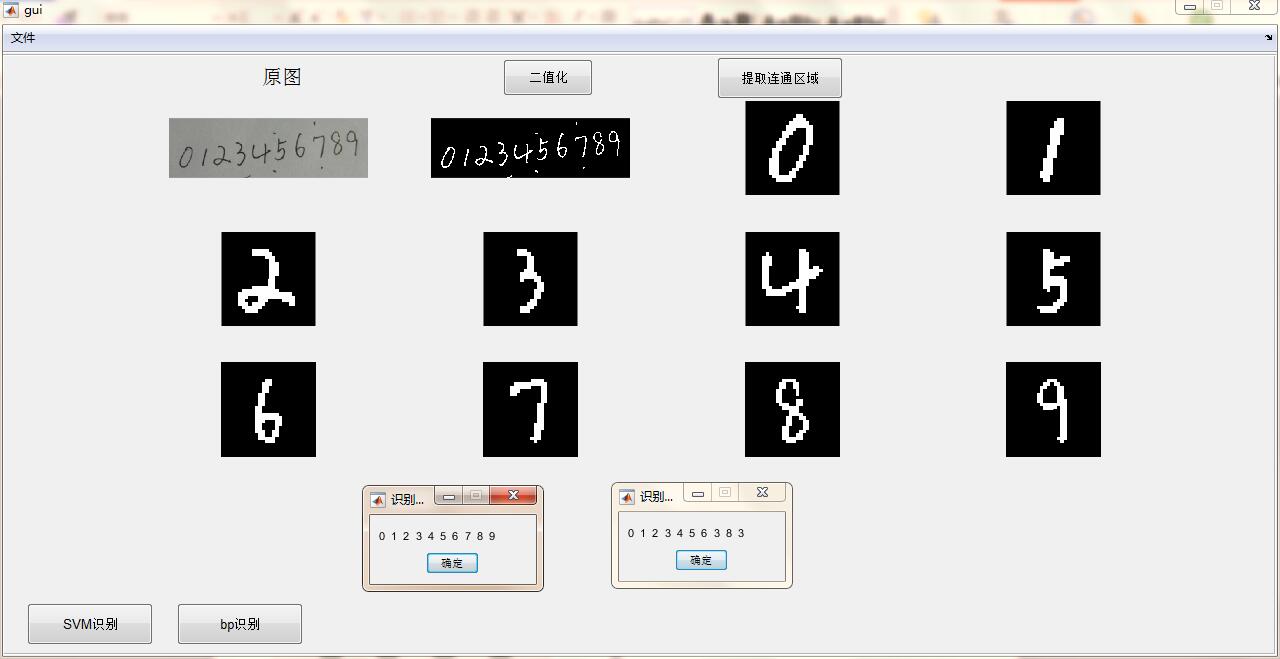 gui
文件
原图
二值化
提取连通区域
0123456789
0123456789
0
1
2
3
4
5
6
7
8
9
识别...
0 1 2 3 4 5 6 7 8 9
确定
识别...
0 1 2 3 4 5 6 3 8 3
确定
SVM识别
bp识别